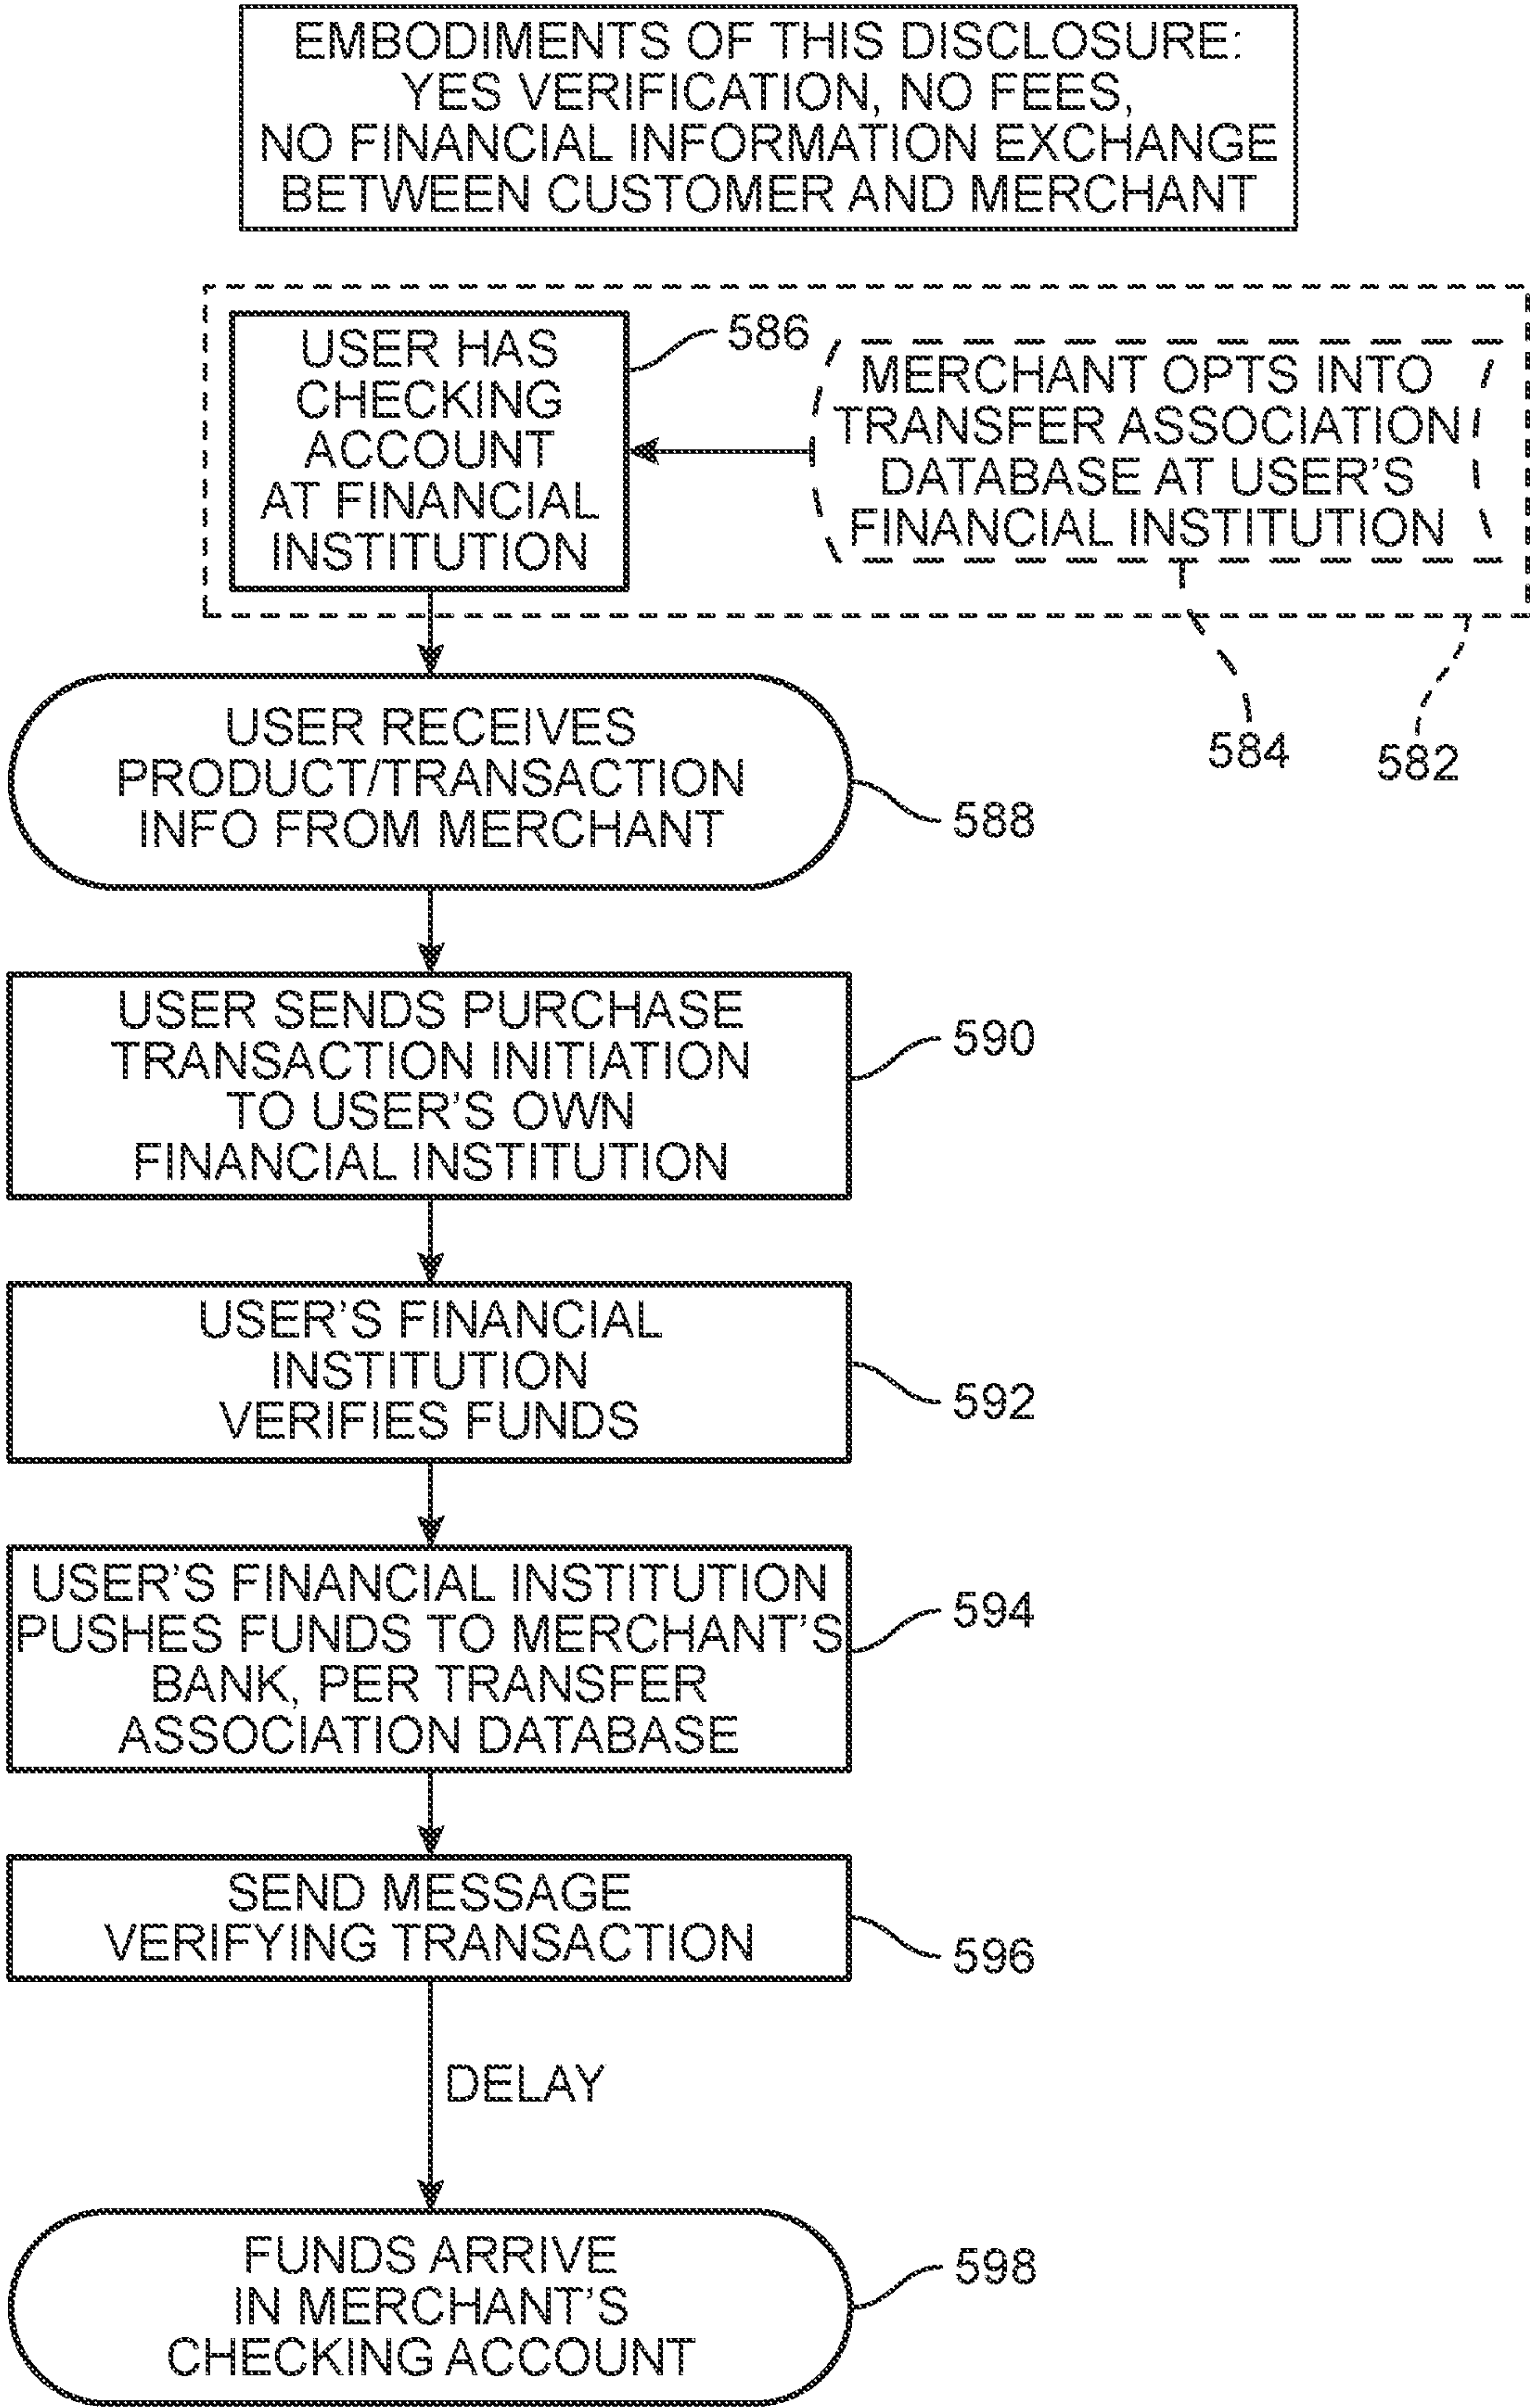 EMBODIMENTS OF THIS DISCLOSURE:
YES VERIFICATION, NO FEES,
NO FINANCIAL INFORMATION EXCHANGE
BETWEEN CUSTOMER AND MERCHANT
USER HAS
CHECKING
ACCOUNT
AT FINANCIAL
INSTITUTION
586
MERCHANT OPTS INTO
TRANSFER ASSOCIATION
DATABASE AT USER'S
FINANCIAL INSTITUTION
584
582
USER RECEIVES
PRODUCT/TRANSACTION
INFO FROM MERCHANT
588
USER SENDS PURCHASE
TRANSACTION INITIATION
TO USER'S OWN
FINANCIAL INSTITUTION
590
USER'S FINANCIAL
INSTITUTION
VERIFIES FUNDS
592
USER'S FINANCIAL INSTITUTION
PUSHES FUNDS TO MERCHANT'S
BANK, PER TRANSFER
ASSOCIATION DATABASE
594
SEND MESSAGE
VERIFYING TRANSACTION
596
DELAY
FUNDS ARRIVE
IN MERCHANT'S
CHECKING ACCOUNT
598